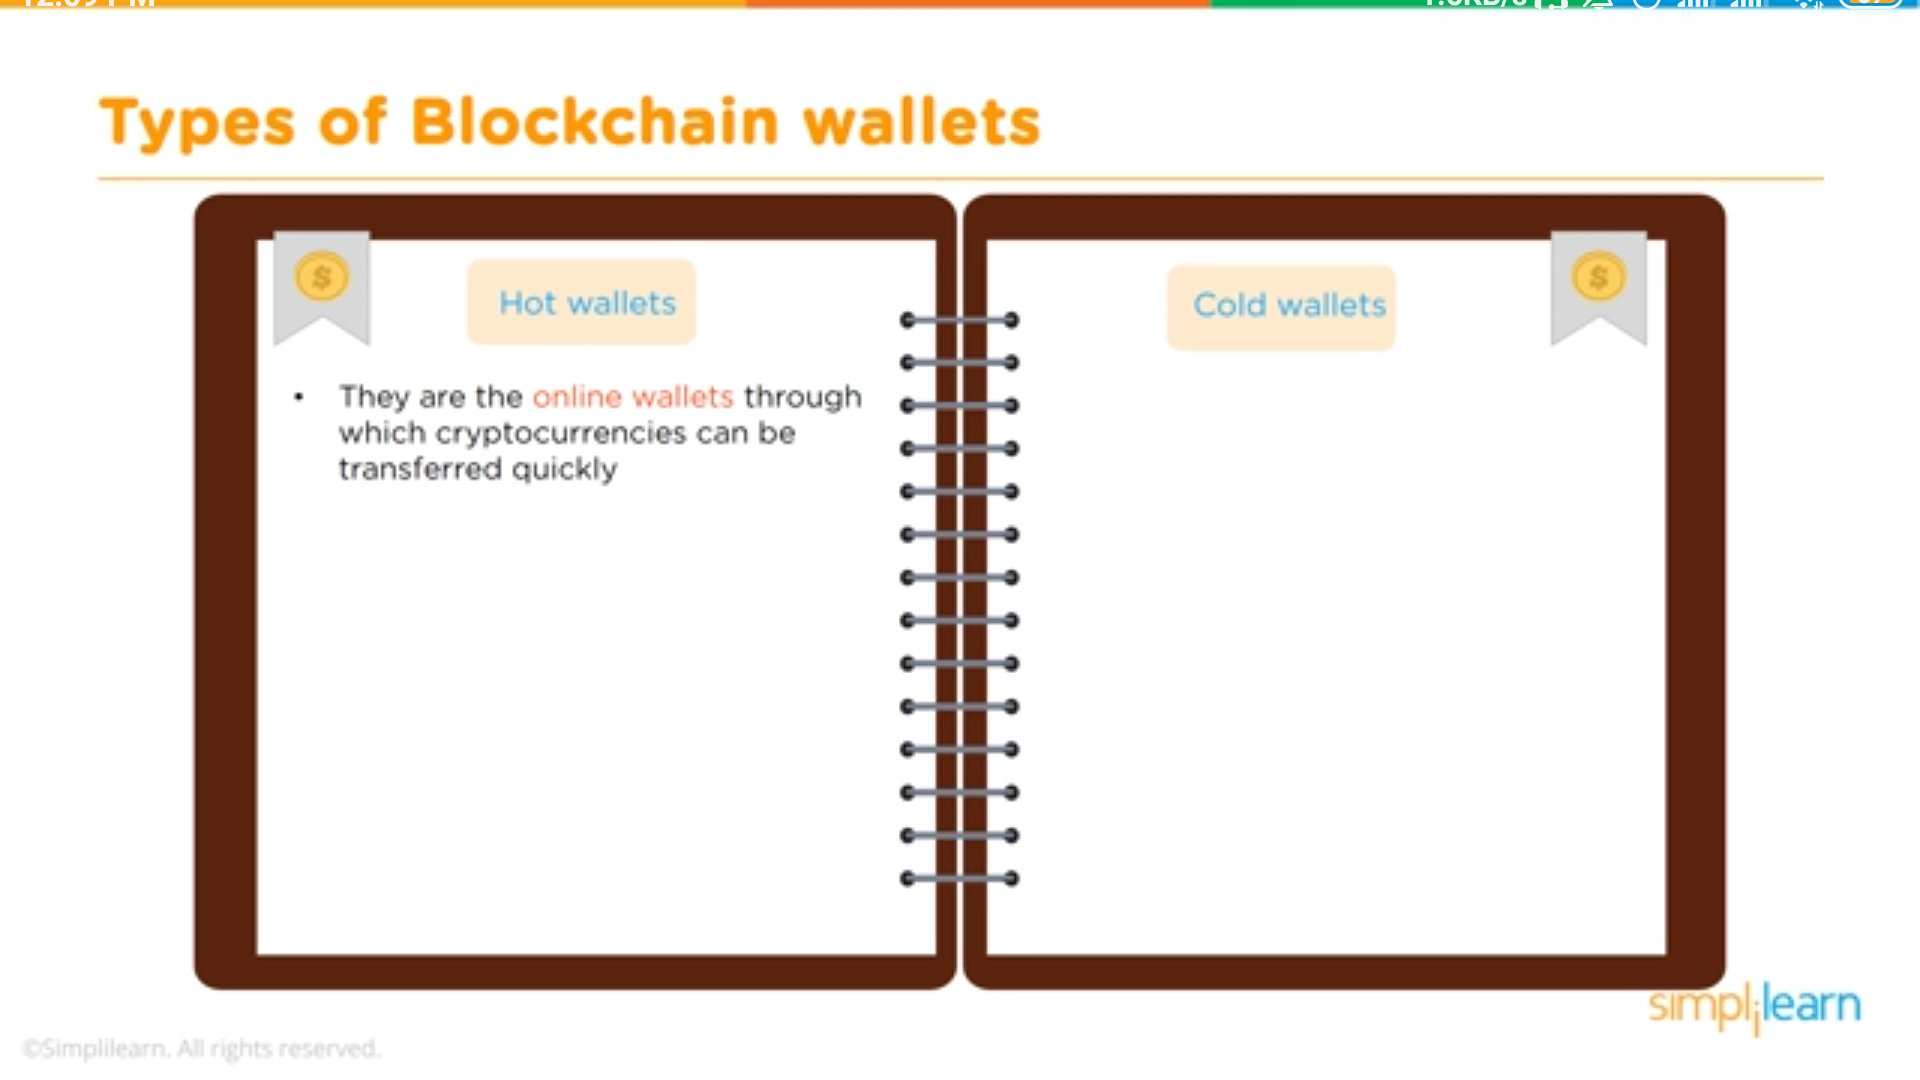 Types of Blockchain wallets
$
Hot wallets
They are the online wallets through
which cryptocurrencies can be
transferred quickly
Cold wallets
$
simplilearn
©Simplilearn. All rights reserved.